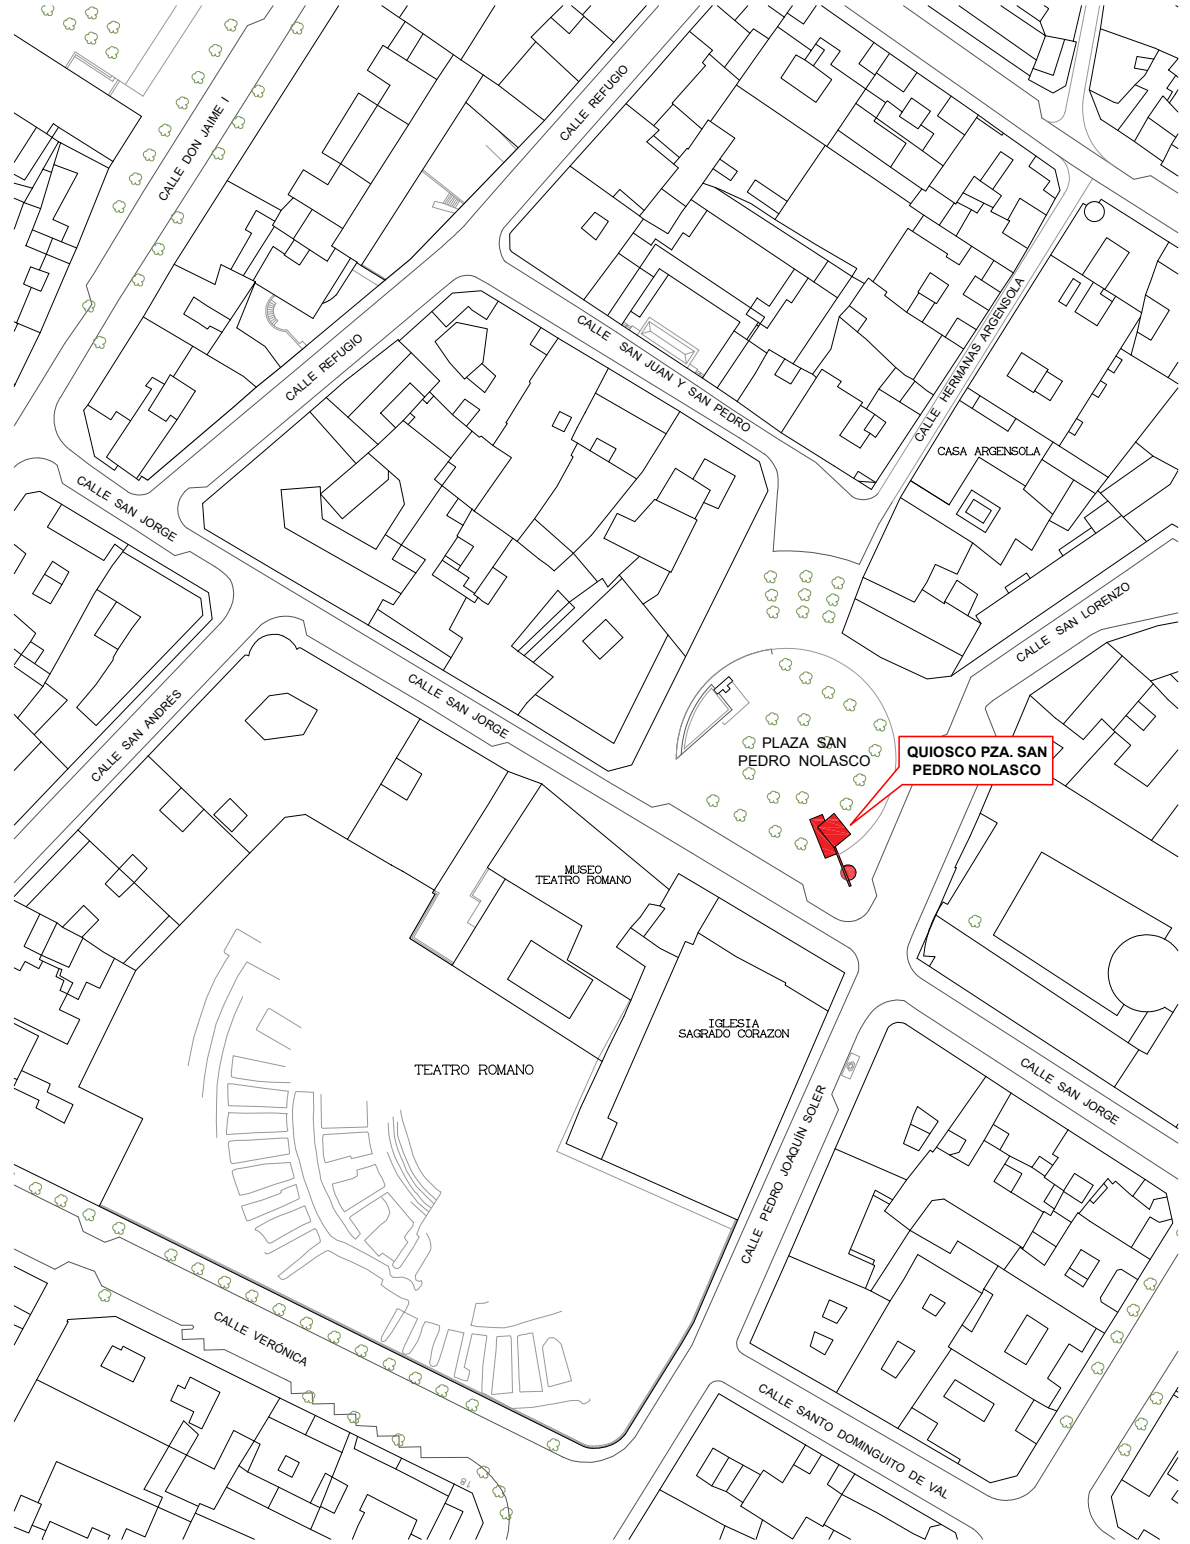 CALLE REFUGIO
CALLE DON JAIME I
CALLE REFUGIO
CALLE SAN JUAN Y SAN PEDRO
CALLE HERMANAS ARGENSOLA
CASA ARGENSOLA
CALLE SAN JORGE
CALLE SAN LORENZO
CALLE SAN ANDRÉS
CALLE SAN JORGE
PLAZA SAN
PEDRO NOLASCO
QUIOSCO PZA. SAN
PEDRO NOLASCO
MUSEO
TEATRO ROMANO
IGLESIA
SAGRADO CORAZON
TEATRO ROMANO
CALLE SAN JORGE
CALLE PEDRO JOAQUÍN SOLER
CALLE VERÓNICA
CALLE SANTO DOMINGUITO DE VAL
18